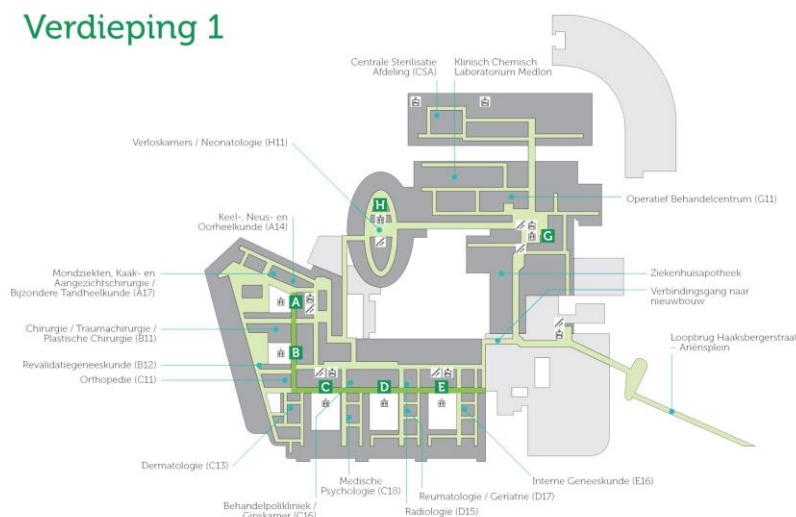 Verdieping 1
Centrale Sterilisatie
Afdeling (CSA)
Klinisch Chemisch
Laboratorium Medlon
Verloskamers / Neonatologie (H11)
Operatief Behandelcentrum (G11)
Keel-, Neus- en
Oorheelkunde (A14)
H
G
Mondziekten, Kaak- en
Aangezichtschirurgie /
Bijzondere Tandheelkunde (A17)
Ziekenhuisapotheek
Verbindingsgang naar
nieuwbouw
A
Chirurgie / Traumachirurgie /
Plastische Chirurgie (B11)
B
Loopbrug Haaksbergerstraat
– Ariënsplein
Revalidatiegeneeskunde (B12)
Orthopedie (C11)
C
D
E
Dermatologie (C13)
Medische
Psychologie (C18)
Interne Geneeskunde (E16)
Reumatologie / Geriatrie (D17)
Behandelpolikliniek /
Gipskamer (C16)
Radiologie (D15)